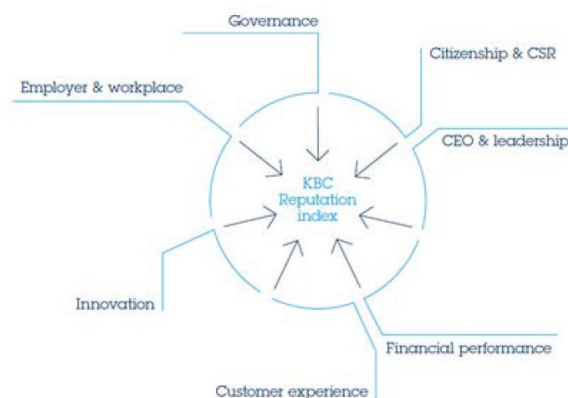 Governance
Citizenship & CSR
Employer & workplace
CEO & leadership
KBC
Reputation
index
Innovation
Financial performance
Customer experience